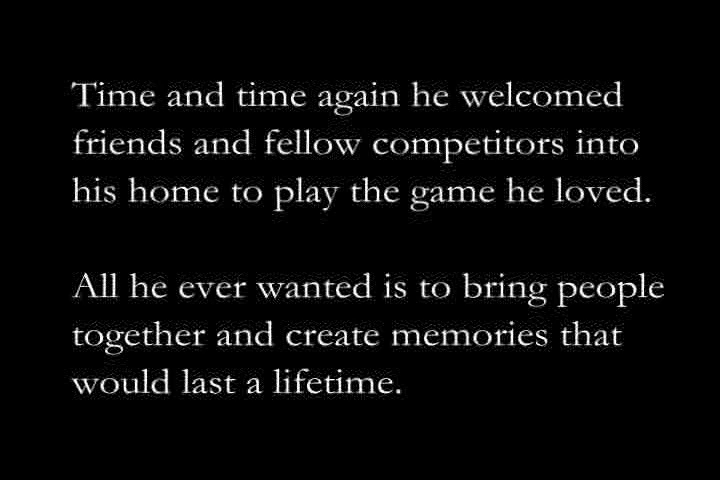 Time and time again he welcomed
friends and fellow competitors into
his home to play the game he loved.
All he ever wanted is to bring people
together and create memories that
would last a lifetime.